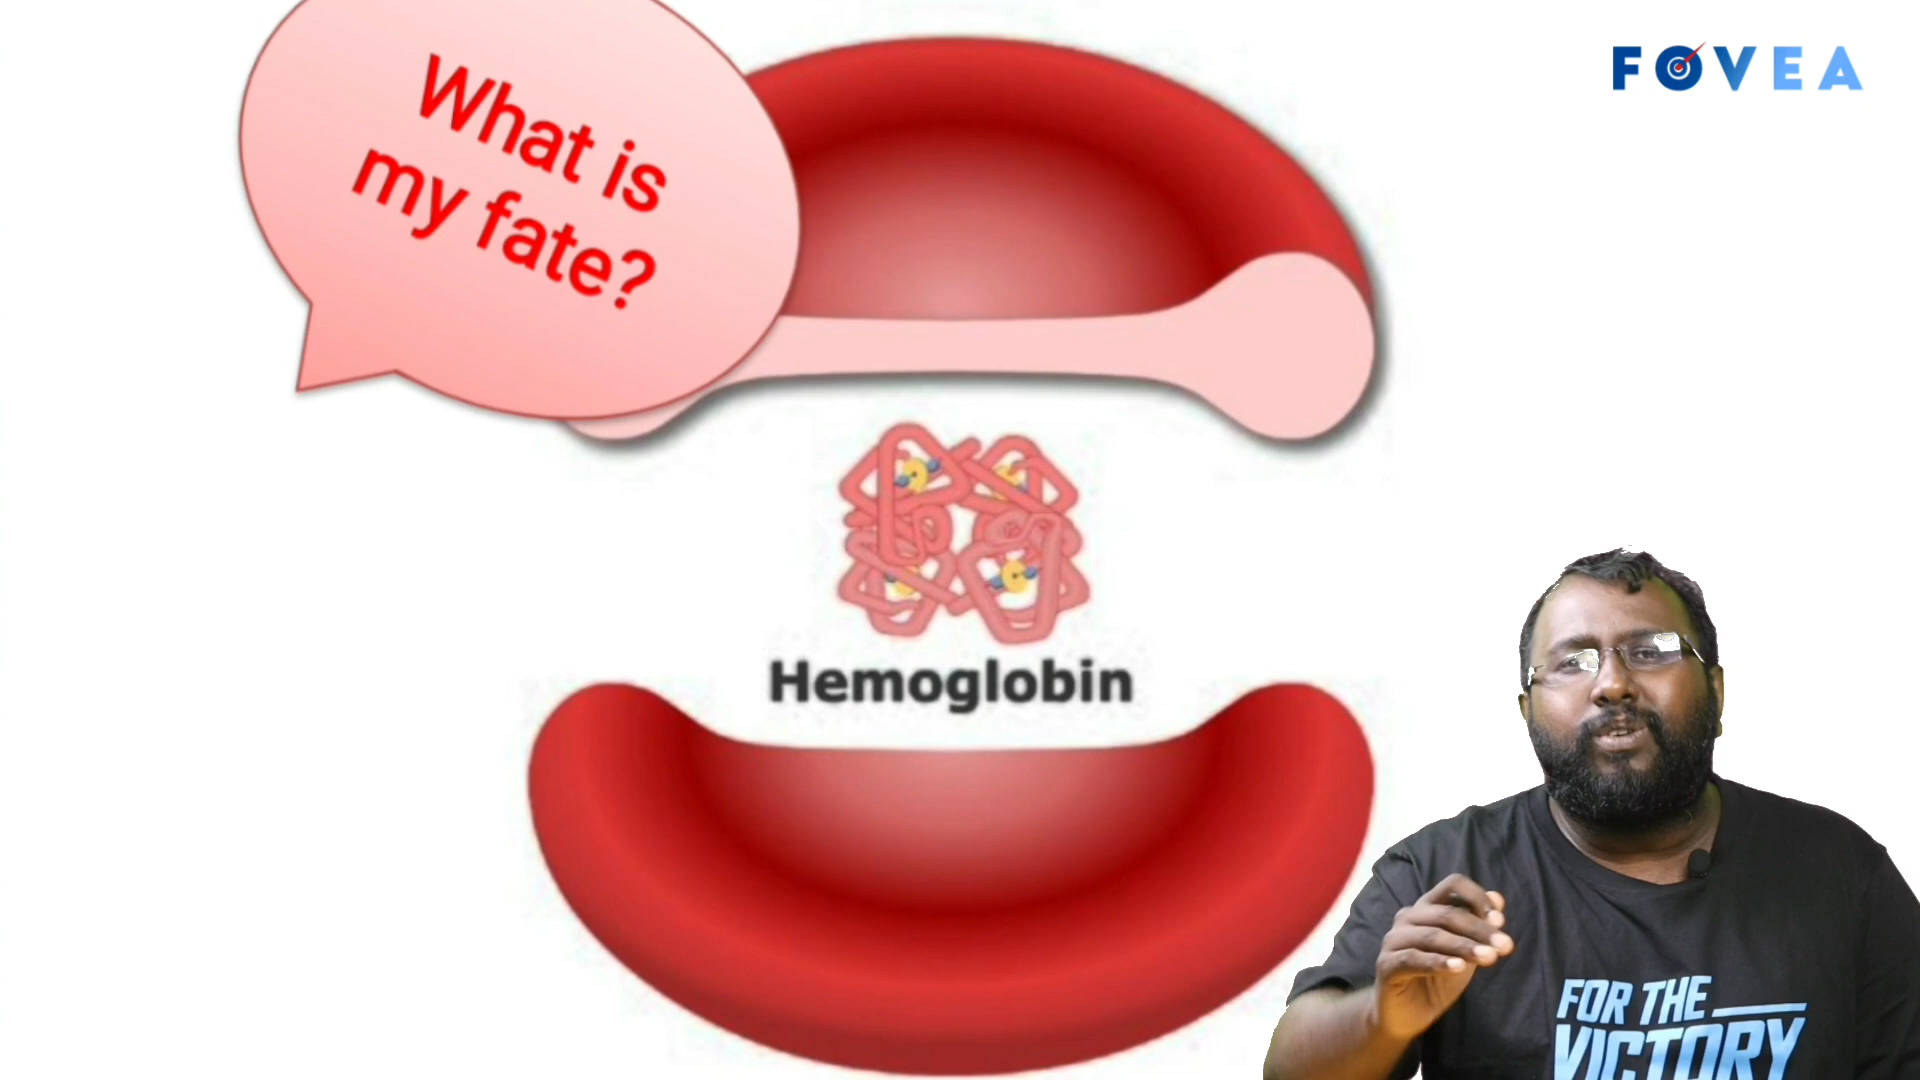 What is
my fate?
FOVEA
Hemoglobin
FOR THE
VICTORY